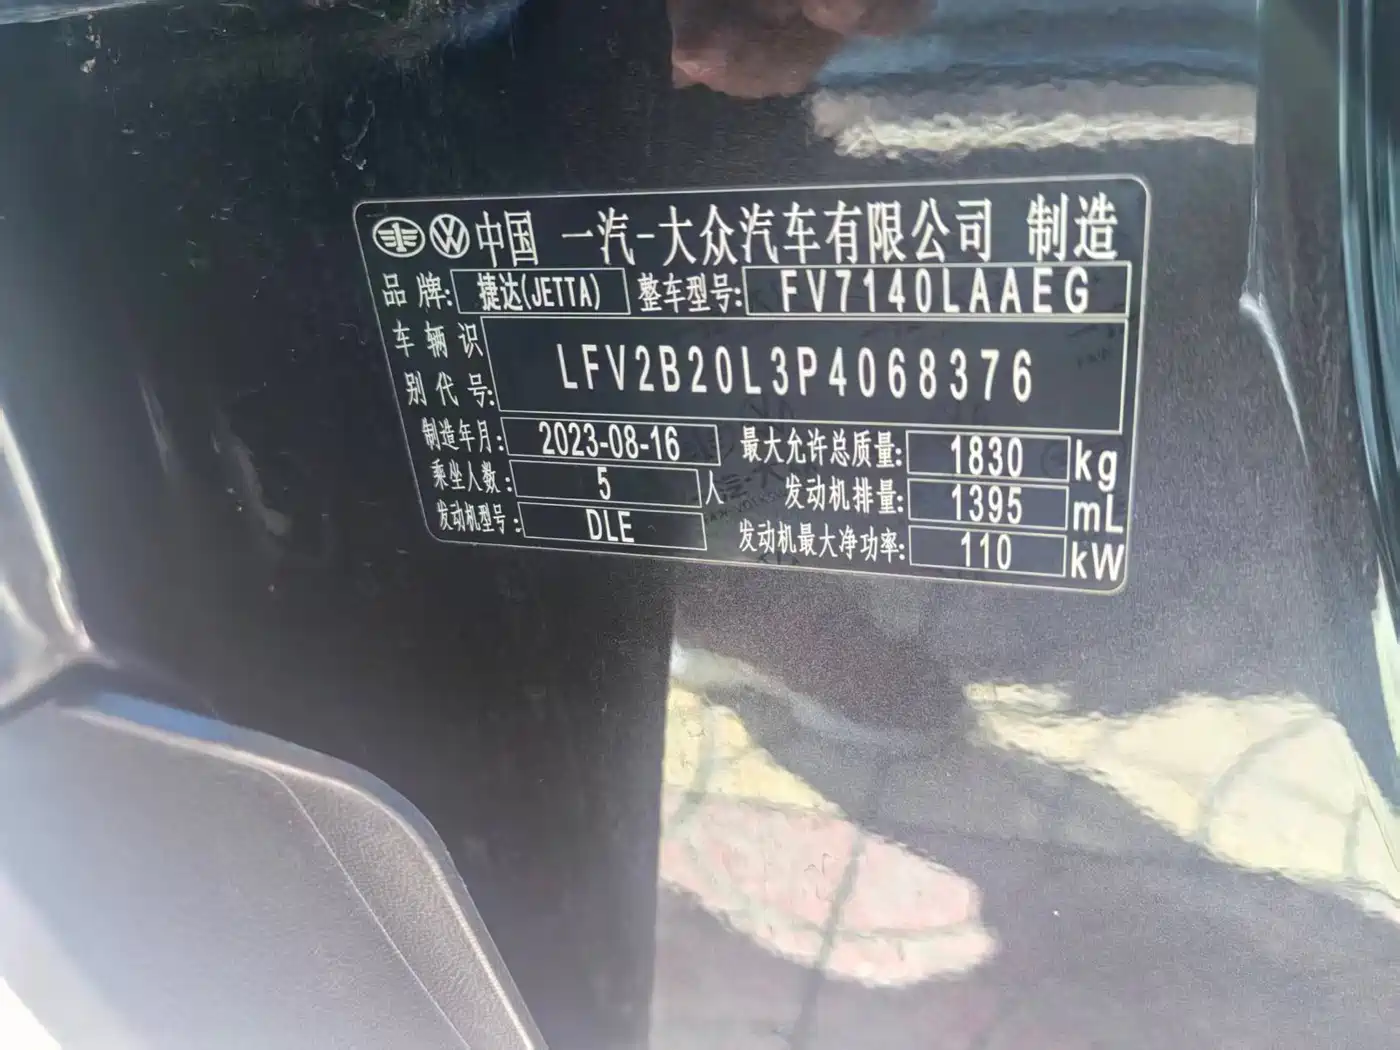 中国 一汽-大众汽车有限公司 制造
品牌: 捷达(JETTA) 整车型号: FV7140LAAEG
车辆识别代号: LFV2B20L3P4068376
制造年月: 2023-08-16 最大允许总质量: 1830 kg
乘坐人数: 5 人 发动机排量: 1395 mL
发动机型号: DLE 发动机最大净功率: 110 kW